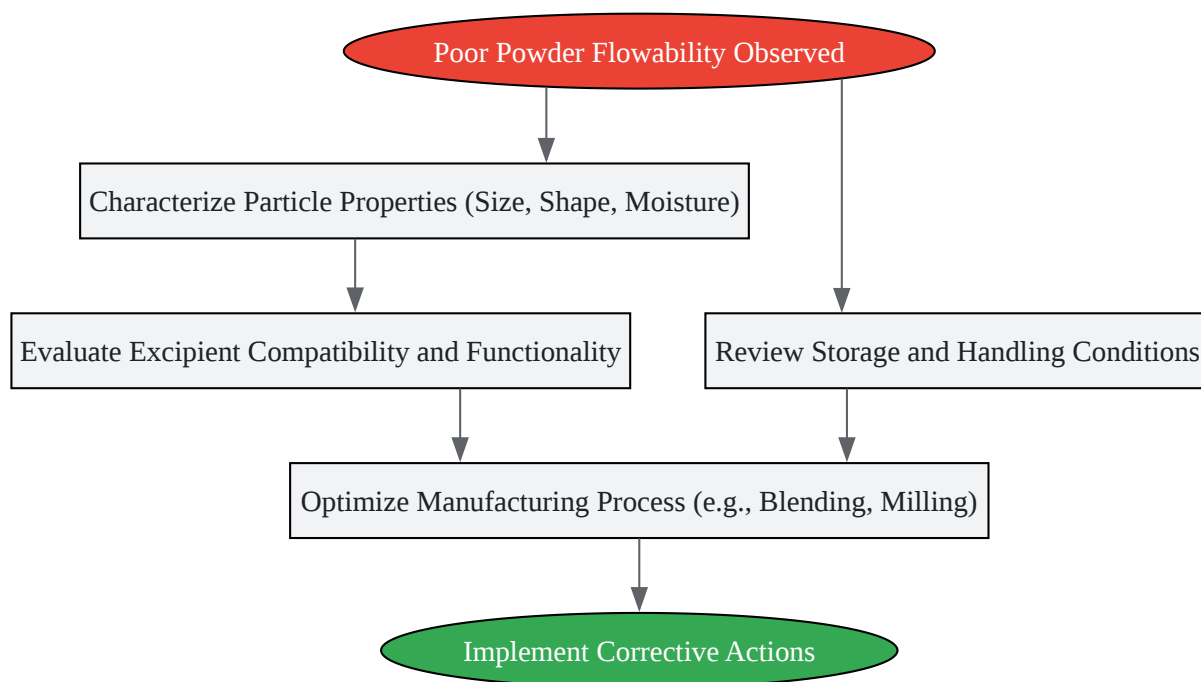 Poor Powder Flowability Observed
Characterize Particle Properties (Size, Shape, Moisture)
Evaluate Excipient Compatibility and Functionality
Review Storage and Handling Conditions
Optimize Manufacturing Process (e.g., Blending, Milling)
Implement Corrective Actions